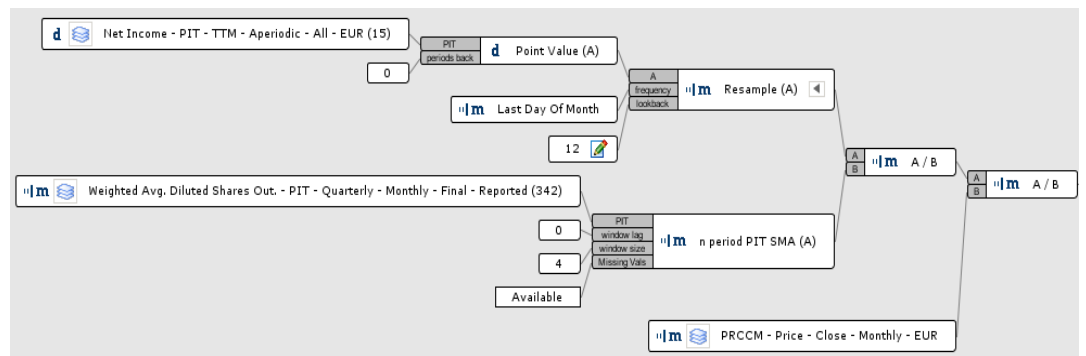 d Net Income - PIT - TTM - Aperiodic - All - EUR (15)
PIT
periods back
d Point Value (A)
0
A
frequency
lookback
m Resample (A)
m Last Day Of Month
12
A
B
m A / B
A
B
m A / B
m Weighted Avg. Diluted Shares Out. - PIT - Quarterly - Monthly - Final - Reported (342)
PIT
window lag
window size
Missing Vals
m n period PIT SMA (A)
0
4
Available
m PRCCM - Price - Close - Monthly - EUR